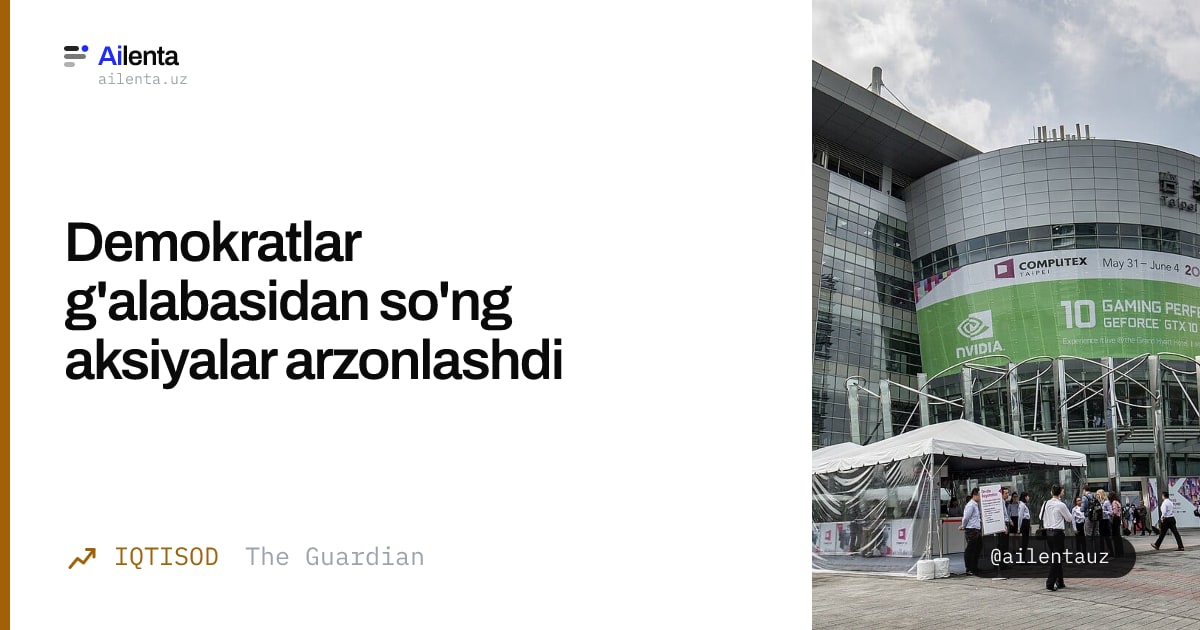 Ailenta
ailenta.uz
Demokratlar
g'alabasidan so'ng
aksiyalar arzonlashdi
IQTISOD The Guardian
Taipei
COMPUTEX May 31 – June 4
TAIPEI
10 GAMING
GEFORCE GTX 10
NVIDIA
@ailentauz